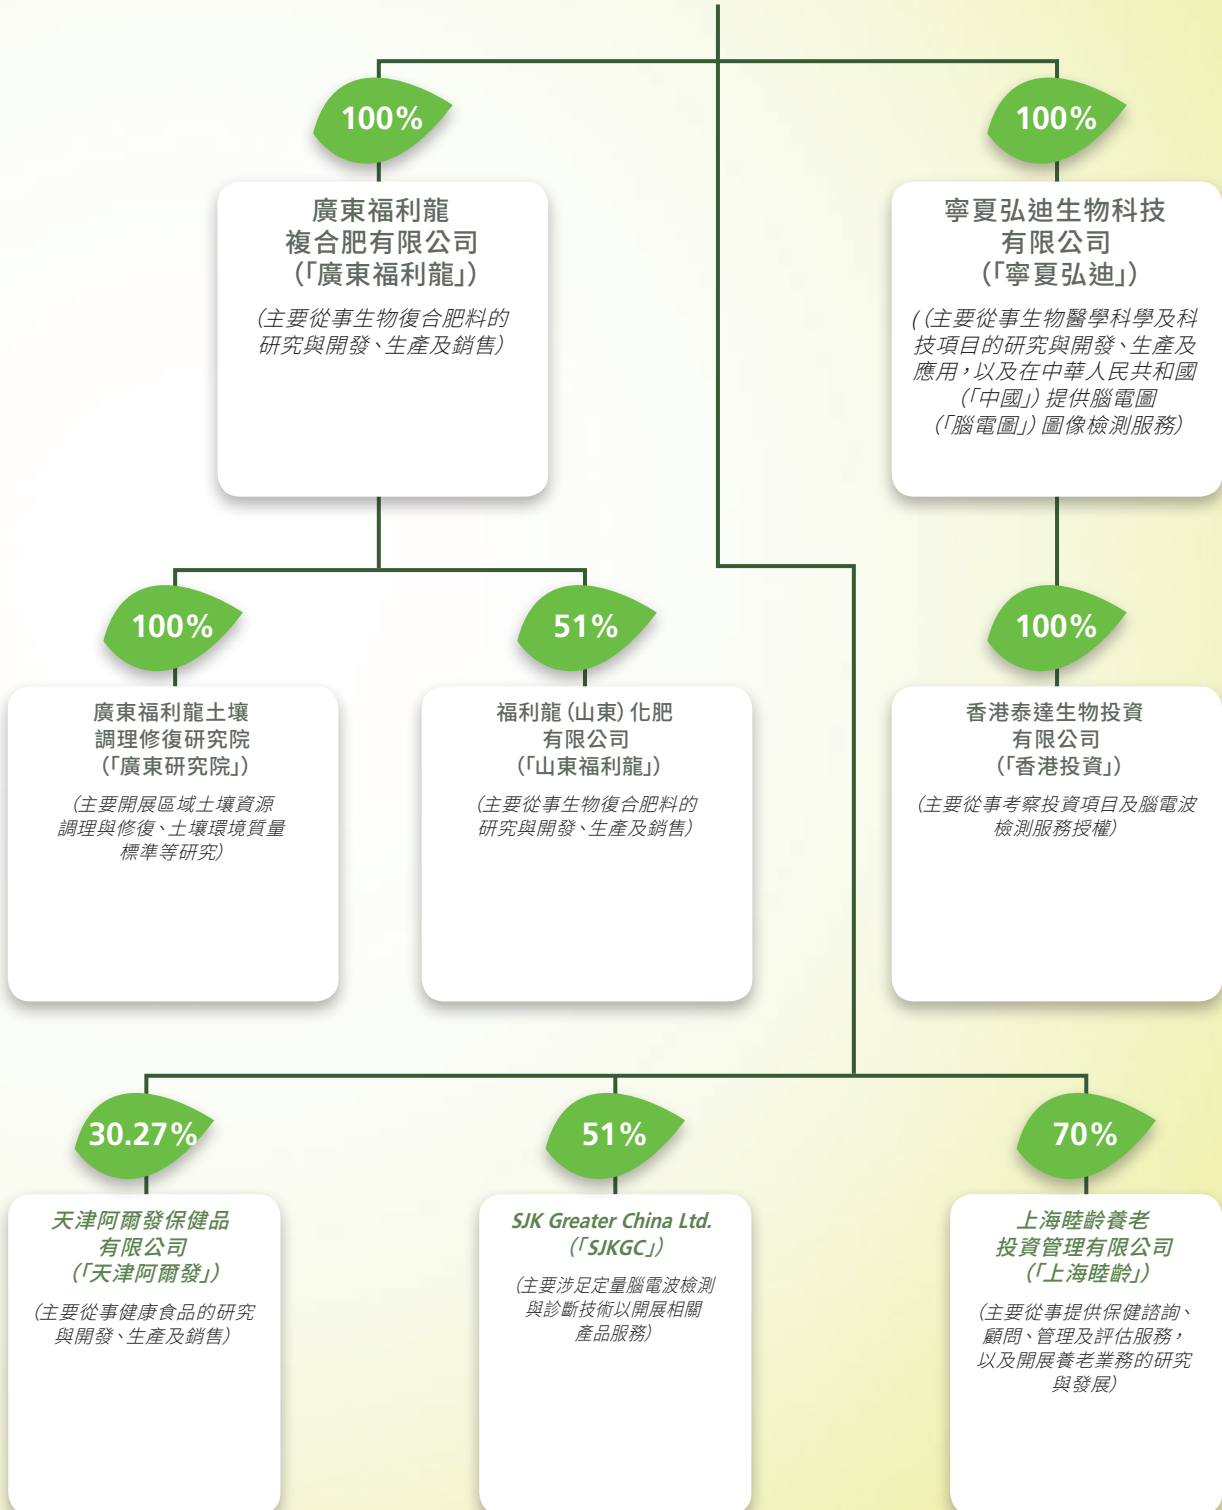 100%
廣東福利龍
複合肥有限公司
(「廣東福利龍」)
(主要從事生物復合肥料的
研究與開發、生產及銷售)
100%
寧夏弘迪生物科技
有限公司
(「寧夏弘迪」)
((主要從事生物醫學科學及科
技項目的研究與開發、生產及
應用，以及在中華人民共和國
(「中國」)提供腦電圖
(「腦電圖」)圖像檢測服務)
100%
廣東福利龍土壤
調理修復研究院
(「廣東研究院」)
(主要開展區域土壤資源
調理與修復、土壤環境質量
標準等研究)
51%
福利龍(山東)化肥
有限公司
(「山東福利龍」)
(主要從事生物復合肥料的
研究與開發、生產及銷售)
100%
香港泰達生物投資
有限公司
(「香港投資」)
(主要從事考察投資項目及腦電波
檢測服務授權)
30.27%
天津阿爾發保健品
有限公司
(「天津阿爾發」)
(主要從事健康食品的研究
與開發、生產及銷售)
51%
SJK Greater China Ltd.
(「SJKGC」)
(主要涉足定量腦電波檢測
與診斷技術以開展相關
產品服務)
70%
上海睦齡養老
投資管理有限公司
(「上海睦齡」)
(主要從事提供保健諮詢、
顧問、管理及評估服務，
以及開展養老業務的研究
與發展)